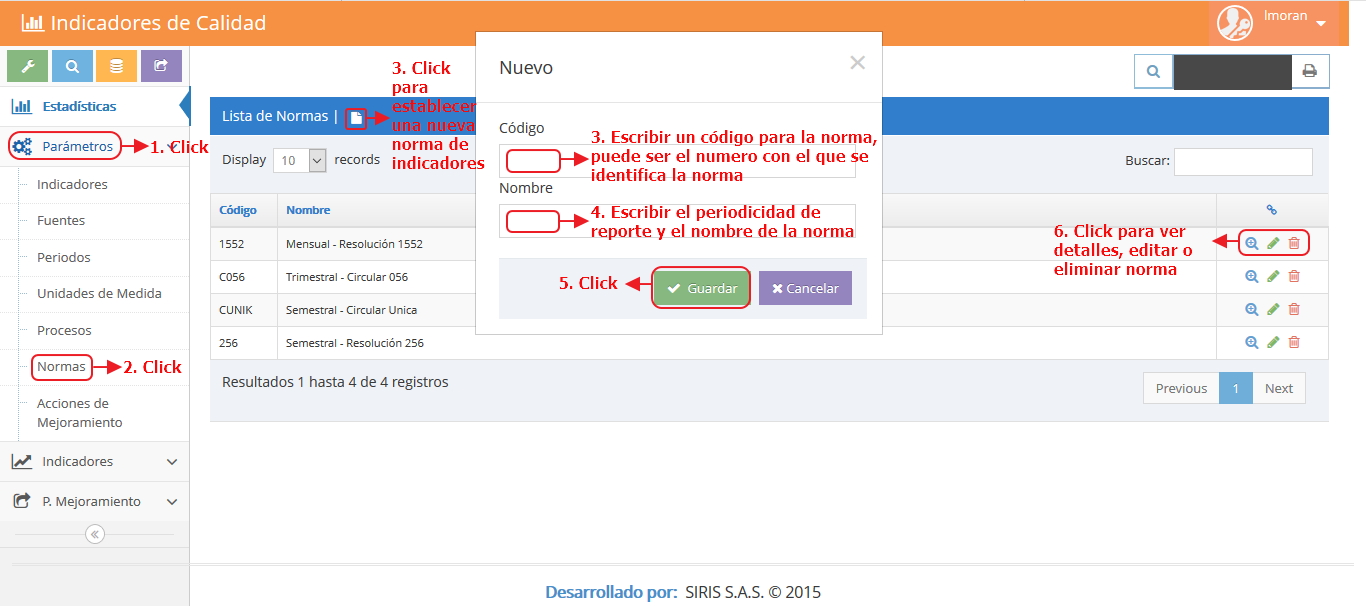 Indicadores de Calidad
lmoran
Estadísticas
Parámetros
1. Click
Indicadores
Fuentes
Periodos
Unidades de Medida
Procesos
Normas
2. Click
Acciones de
Mejoramiento
Indicadores
P. Mejoramiento
Lista de Normas |
3. Click
para
establecer
una nueva
norma de
indicadores
Display 10 records
Buscar:
Código Nombre
1552 Mensual - Resolución 1552
C056 Trimestral - Circular 056
CUNIK Semestral - Circular Unica
256 Semestral - Resolución 256
Resultados 1 hasta 4 de 4 registros
Previous 1 Next
Nuevo
Código
3. Escribir un código para la norma,
puede ser el numero con el que se
identifica la norma
Nombre
4. Escribir el periodicidad de
reporte y el nombre de la norma
5. Click
Guardar
Cancelar
6. Click para ver
detalles, editar o
eliminar norma
Desarrollado por: SIRIS S.A.S. © 2015